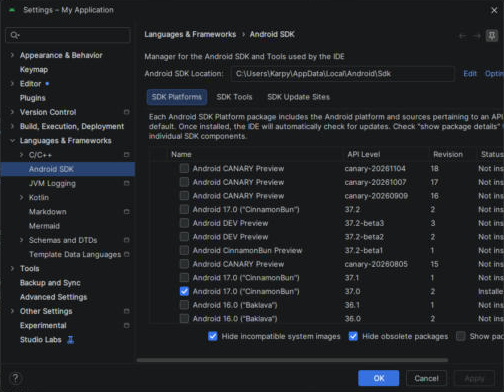 Settings – My Application
Languages & Frameworks › Android SDK
Manager for the Android SDK and Tools used by the IDE
Android SDK Location: C:\Users\Karpy\AppData\Local\Android\Sdk Edit Optim
SDK Platforms SDK Tools SDK Update Sites
Each Android SDK Platform package includes the Android platform and sources pertaining to an API
default. Once installed, the IDE will automatically check for updates. Check "show package details"
individual SDK components.
Name API Level Revision Status
Android CANARY Preview canary-20261104 18 Not ins
Android CANARY Preview canary-20261007 17 Not ins
Android CANARY Preview canary-20260909 16 Not ins
Android 17.0 ("CinnamonBun") 37.2 2 Not ins
Android DEV Preview 37.2-beta3 3 Not ins
Android DEV Preview 37.2-beta2 2 Not ins
Android CinnamonBun Preview 37.2-beta1 1 Not ins
Android CANARY Preview canary-20260805 15 Not ins
Android 17.0 ("CinnamonBun") 37.1 1 Not ins
Android 17.0 ("CinnamonBun") 37.0 2 Installe
Android 16.0 ("Baklava") 36.1 1 Not ins
Android 16.0 ("Baklava") 36.0 2 Not ins
Hide incompatible system images Hide obsolete packages Show pac
Appearance & Behavior
Keymap
Editor
Plugins
Version Control
Build, Execution, Deployment
Languages & Frameworks
C/C++
Android SDK
JVM Logging
Kotlin
Markdown
Mermaid
Schemas and DTDs
Template Data Languages
Tools
Backup and Sync
Advanced Settings
Other Settings
Experimental
Studio Labs
? OK Cancel Apply